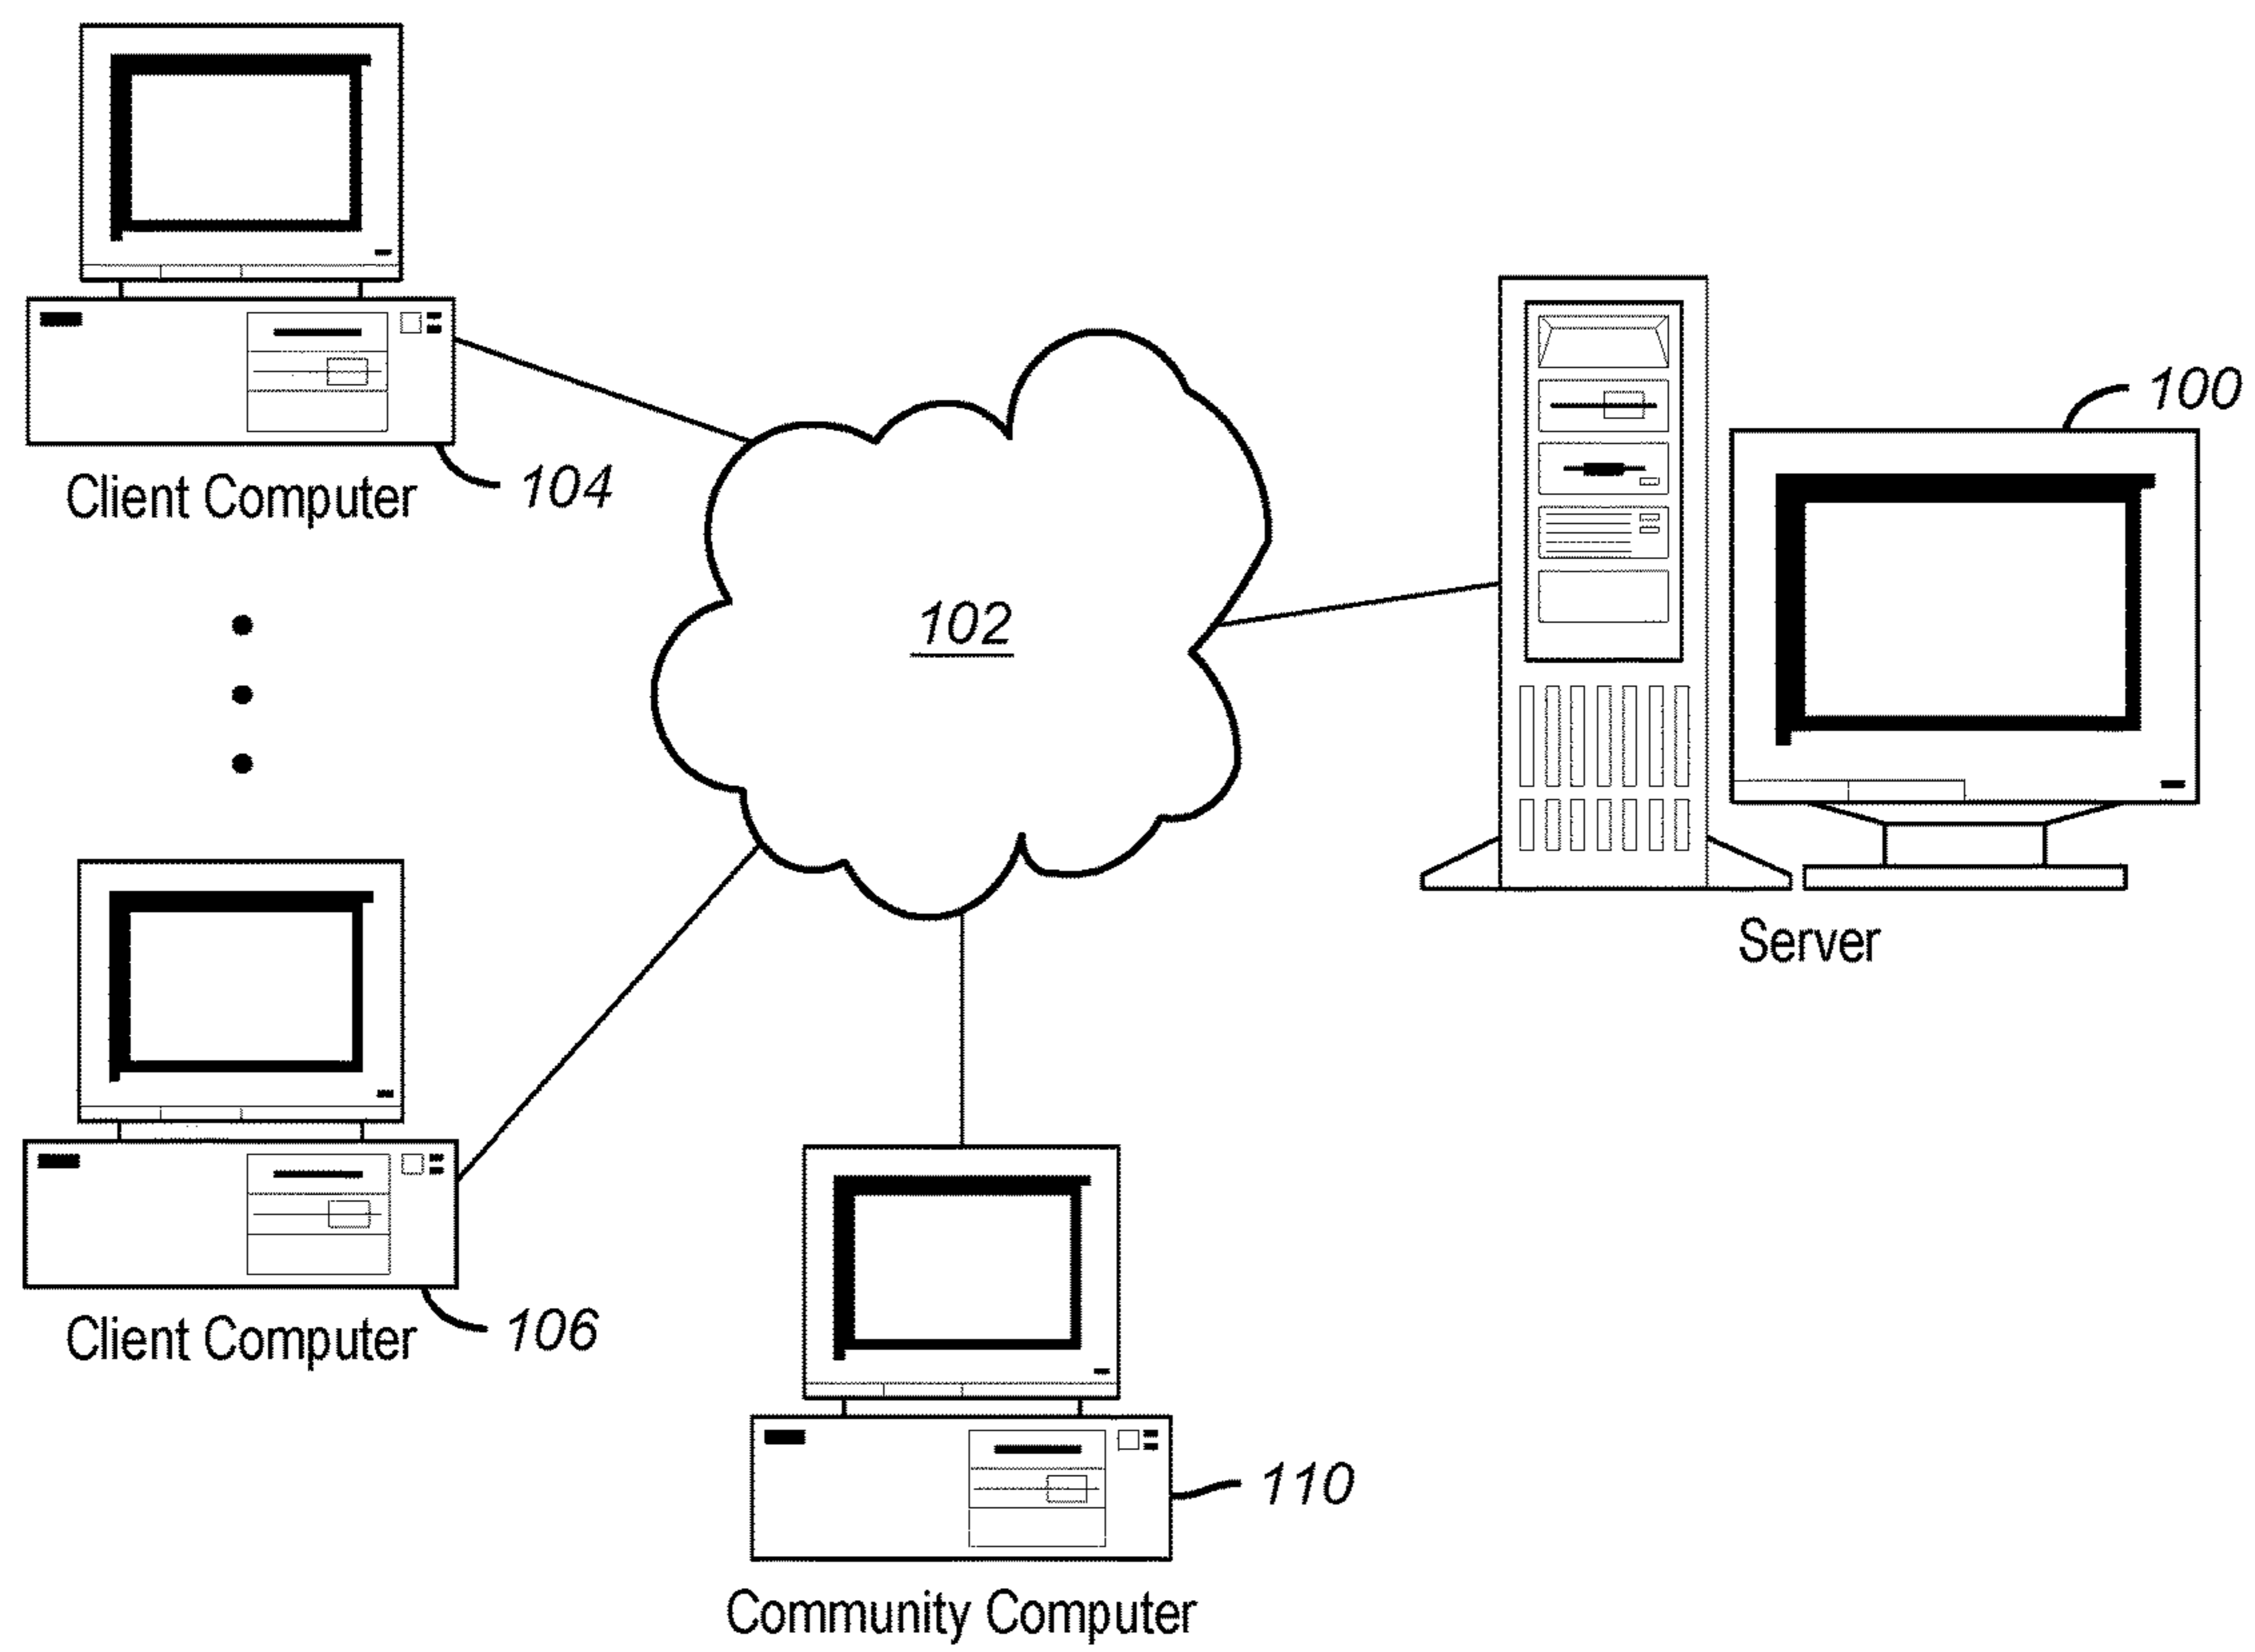 100
Client Computer 104
102
Server
Client Computer 106
110
Community Computer